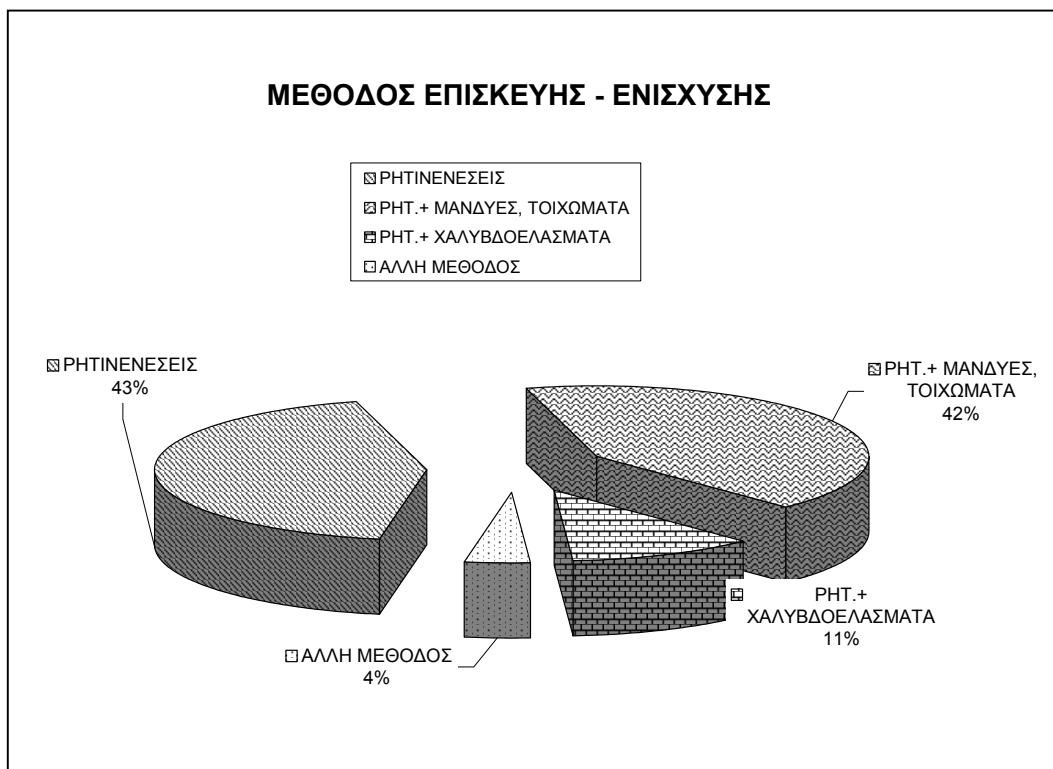 ΜΕΘΟΔΟΣ ΕΠΙΣΚΕΥΗΣ - ΕΝΙΣΧΥΣΗΣ
ΡΗΤΙΝΕΝΕΣΕΙΣ
ΡΗΤ.+ ΜΑΝΔΥΕΣ, ΤΟΙΧΩΜΑΤΑ
ΡΗΤ.+ ΧΑΛΥΒΔΟΕΛΑΣΜΑΤΑ
ΑΛΛΗ ΜΕΘΟΔΟΣ
ΡΗΤΙΝΕΝΕΣΕΙΣ
43%
ΡΗΤ.+ ΜΑΝΔΥΕΣ,
ΤΟΙΧΩΜΑΤΑ
42%
ΡΗΤ.+
ΧΑΛΥΒΔΟΕΛΑΣΜΑΤΑ
11%
ΑΛΛΗ ΜΕΘΟΔΟΣ
4%